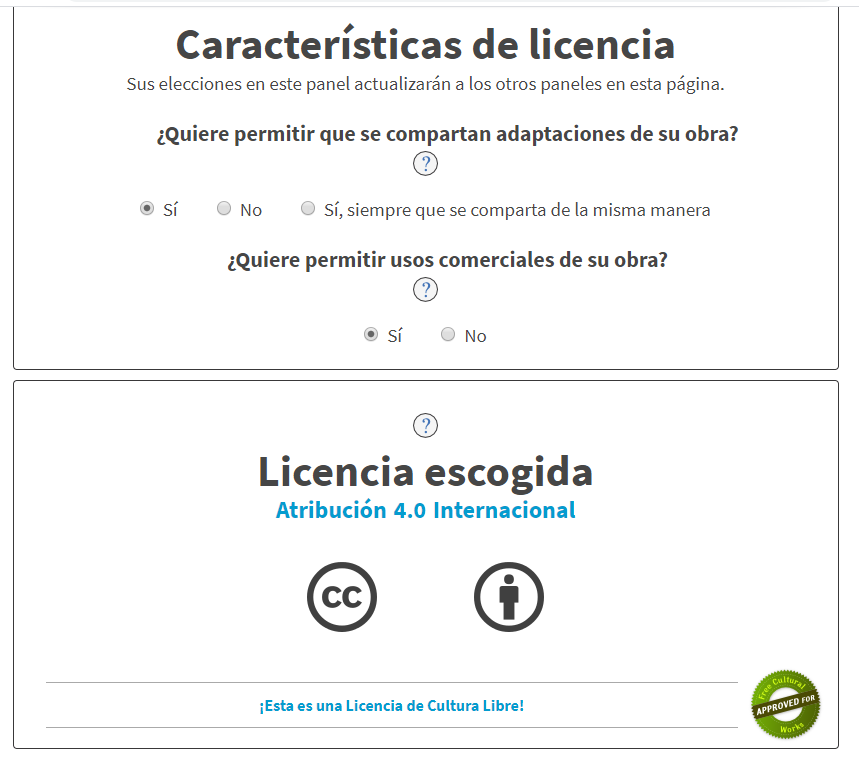 Características de licencia
Sus elecciones en este panel actualizarán a los otros paneles en esta página.
¿Quiere permitir que se compartan adaptaciones de su obra?
?
Sí No Sí, siempre que se comparta de la misma manera
¿Quiere permitir usos comerciales de su obra?
?
Sí No
?
Licencia escogida
Atribución 4.0 Internacional
CC
¡Esta es una Licencia de Cultura Libre!
Free Cultural
APPROVED FOR
Works